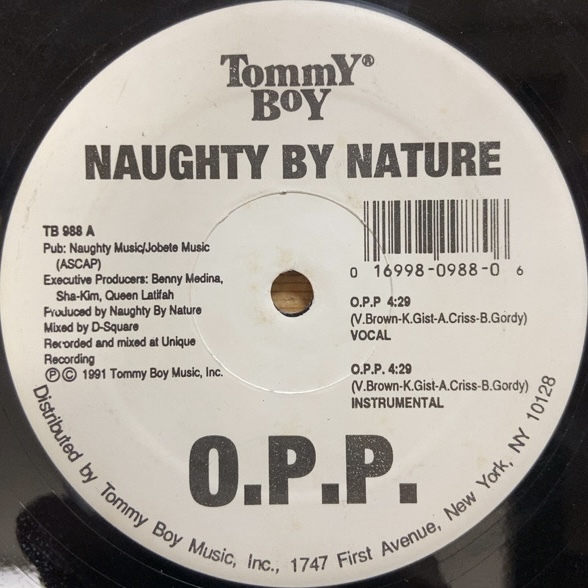 TommY®
BoY
NAUGHTY BY NATURE
TB 988 A
Pub: Naughty Music/Jobete Music
(ASCAP)
Executive Producers: Benny Medina,
Sha-Kim, Queen Latifah
Produced by Naughty By Nature
Mixed by D-Square
Recorded and mixed at Unique
Recording
Ⓟ Ⓒ 1991 Tommy Boy Music, Inc.
0 16998-0988-0 6
O.P.P 4:29
(V.Brown-K.Gist-A.Criss-B.Gordy)
VOCAL
O.P.P. 4:29
(V.Brown-K.Gist-A.Criss-B.Gordy)
INSTRUMENTAL
O.P.P.
Distributed by Tommy Boy Music, Inc., 1747 First Avenue, New York, NY 10128